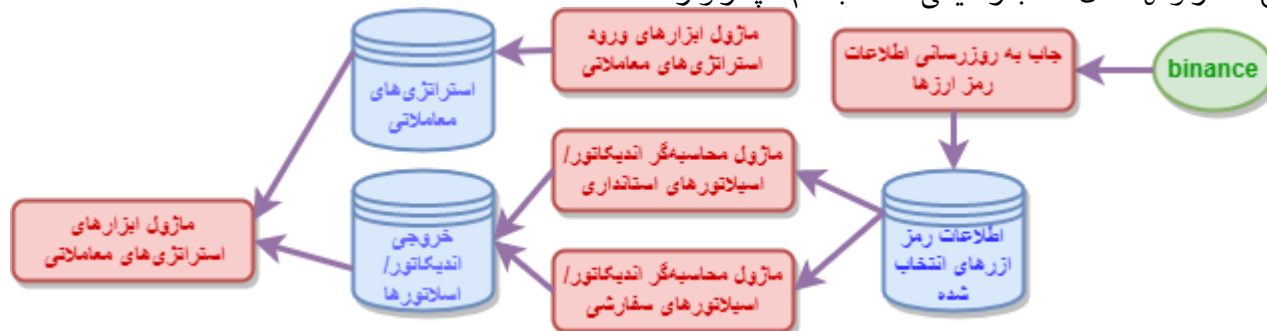 binance
جاب به روزرسانی اطلاعات
رمز ارزها
اطلاعات رمز
ازرهای انتخاب
شده
ماژول محاسبه‌گر اندیکاتور/
اسیلاتورهای استانداری
ماژول محاسبه‌گر اندیکاتور/
اسیلاتورهای سفارشی
خروجی
اندیکاتور/
اسلاتورها
ماژول ابزارهای ورود
استراتژی‌های معاملاتی
استراتژی‌های
معاملاتی
ماژول ابزارهای
استراتژی‌های معاملاتی